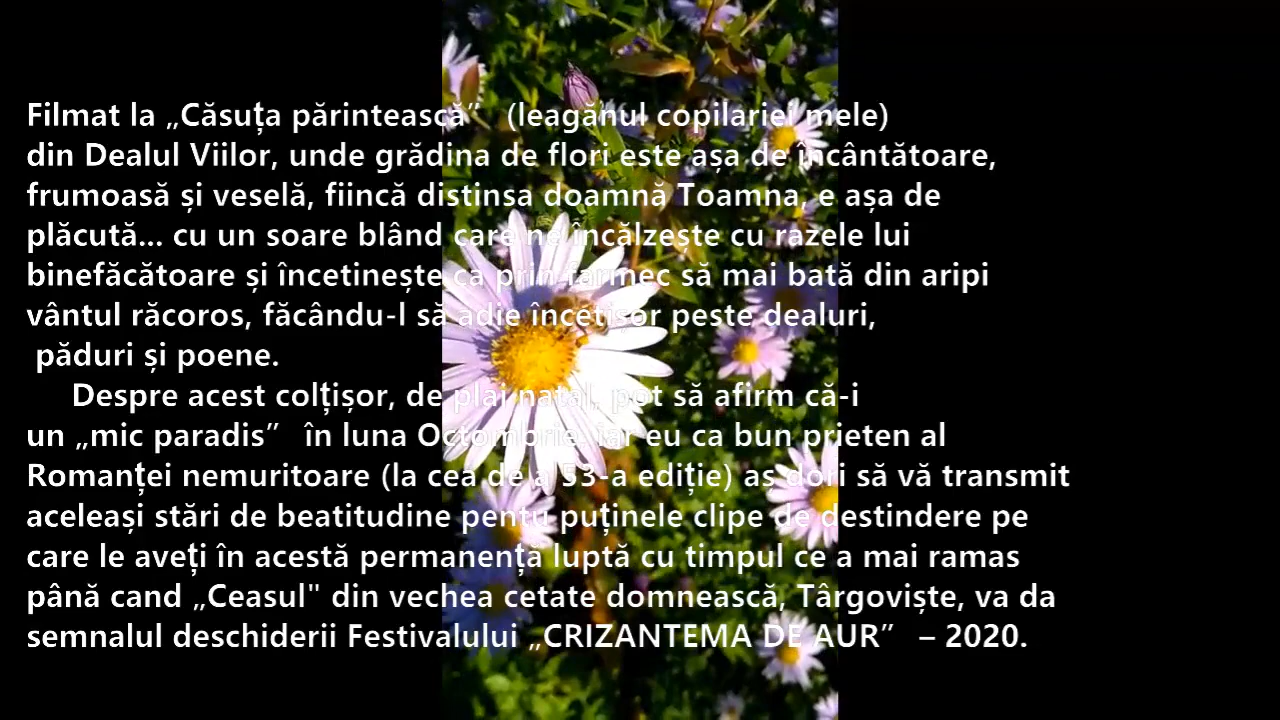 Filmat la „Căsuța părintească” (leagănul copilariei mele)
din Dealul Viilor, unde grădina de flori este așa de încântătoare,
frumoasă și veselă, fiincă distinsa doamnă Toamna, e așa de
plăcută... cu un soare blând care ne încălzește cu razele lui
binefăcătoare și încetinește ca prin farmec să mai bată din aripi
vântul răcoros, făcându-l să adie încetișor peste dealuri,
păduri și poene.
Despre acest colțișor, de plai natal, pot să afirm că-i
un „mic paradis” în luna Octombrie, iar eu ca bun prieten al
Romanței nemuritoare (la cea de a 53-a ediție) as dori să vă transmit
aceleași stări de beatitudine pentu puținele clipe de destindere pe
care le aveți în acestă permanență luptă cu timpul ce a mai ramas
până cand „Ceasul" din vechea cetate domnească, Târgoviște, va da
semnalul deschiderii Festivalului „CRIZANTEMA DE AUR” – 2020.